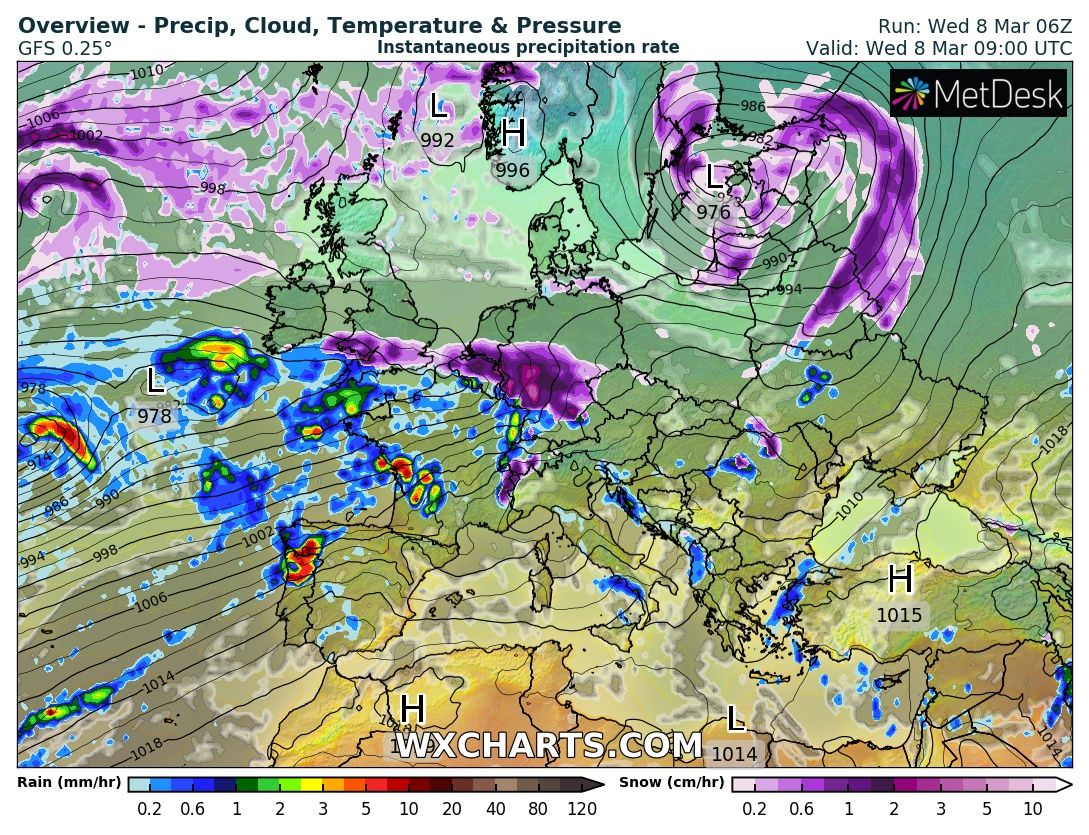 Overview - Precip, Cloud, Temperature & Pressure
Run: Wed 8 Mar 06Z
GFS 0.25°
Instantaneous precipitation rate
Valid: Wed 8 Mar 09:00 UTC
MetDesk
1010
1006
1002
998
L
992
H
996
986
982
L
976
990
994
978
L
978
974
986
990
994
998
1002
1006
1010
1018
H
1015
1014
1018
H
L
1014
1014
WXCHARTS.COM
Rain (mm/hr)
0.2 0.6 1 2 3 5 10 20 40 80 120
Snow (cm/hr)
0.2 0.6 1 2 3 5 10